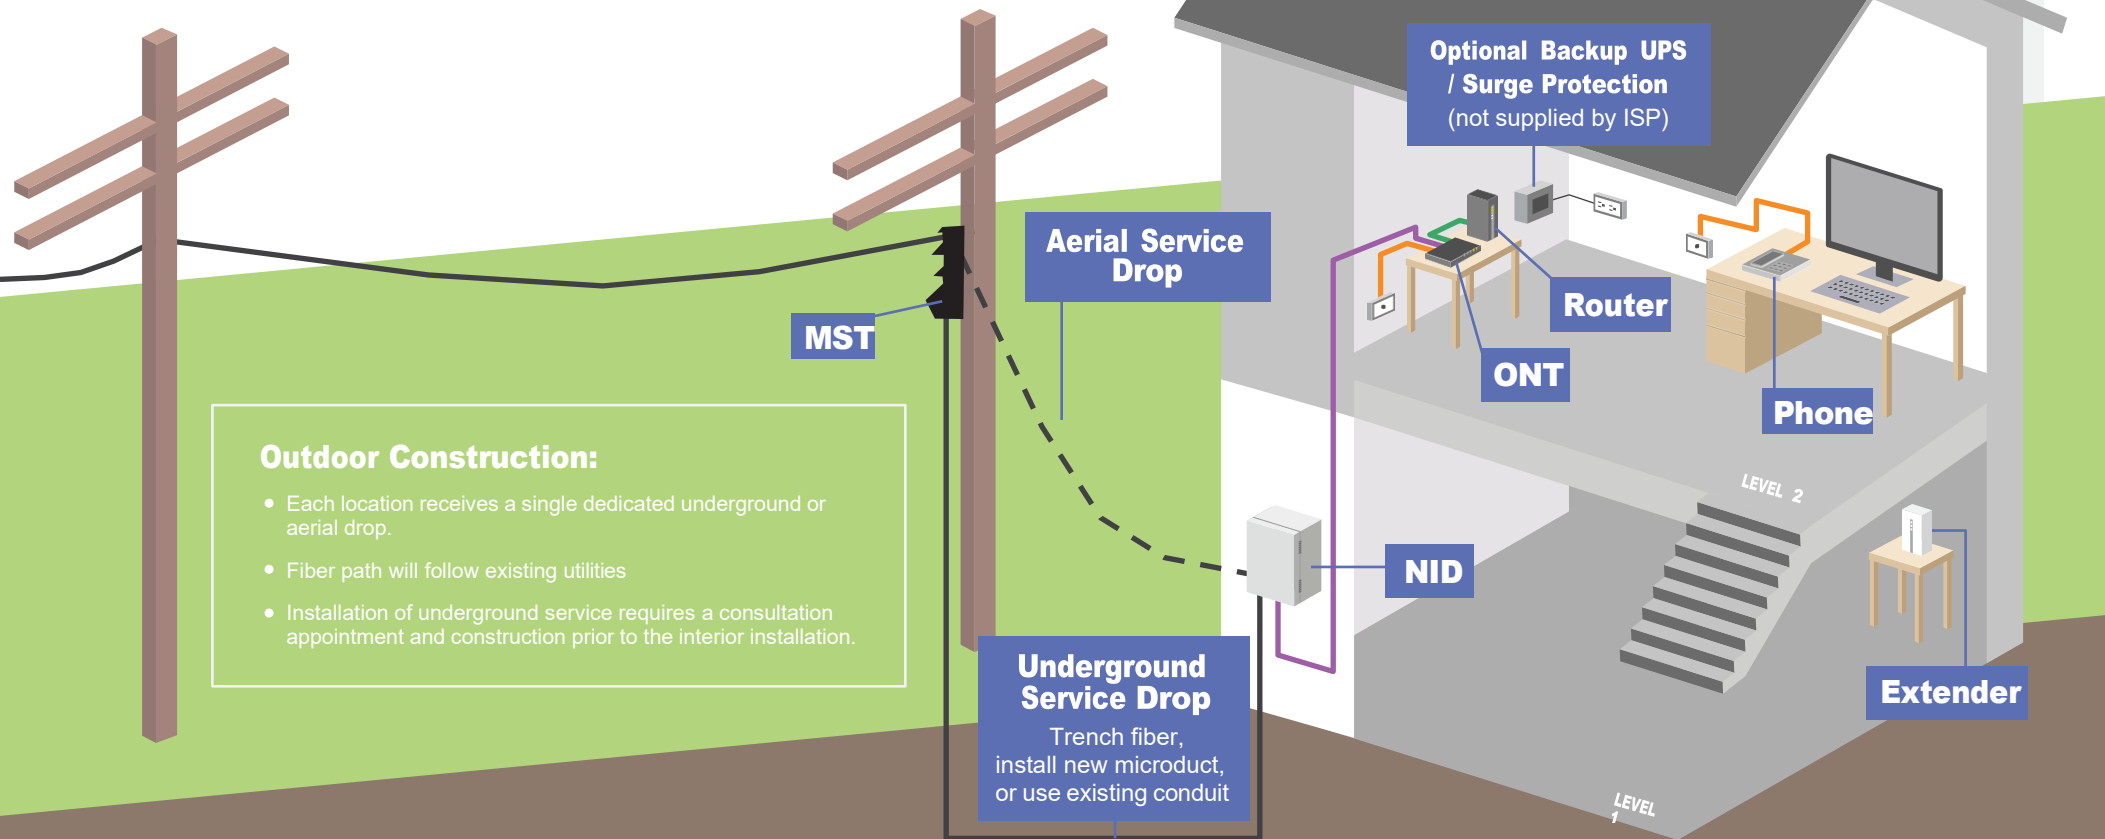 Optional Backup UPS
/ Surge Protection
(not supplied by ISP)
Aerial Service
Drop
MST
Router
ONT
Phone
Outdoor Construction:
• Each location receives a single dedicated underground or
aerial drop.
• Fiber path will follow existing utilities
• Installation of underground service requires a consultation
appointment and construction prior to the interior installation.
LEVEL 2
NID
Extender
Underground
Service Drop
Trench fiber,
install new microduct,
or use existing conduit
LEVEL
1